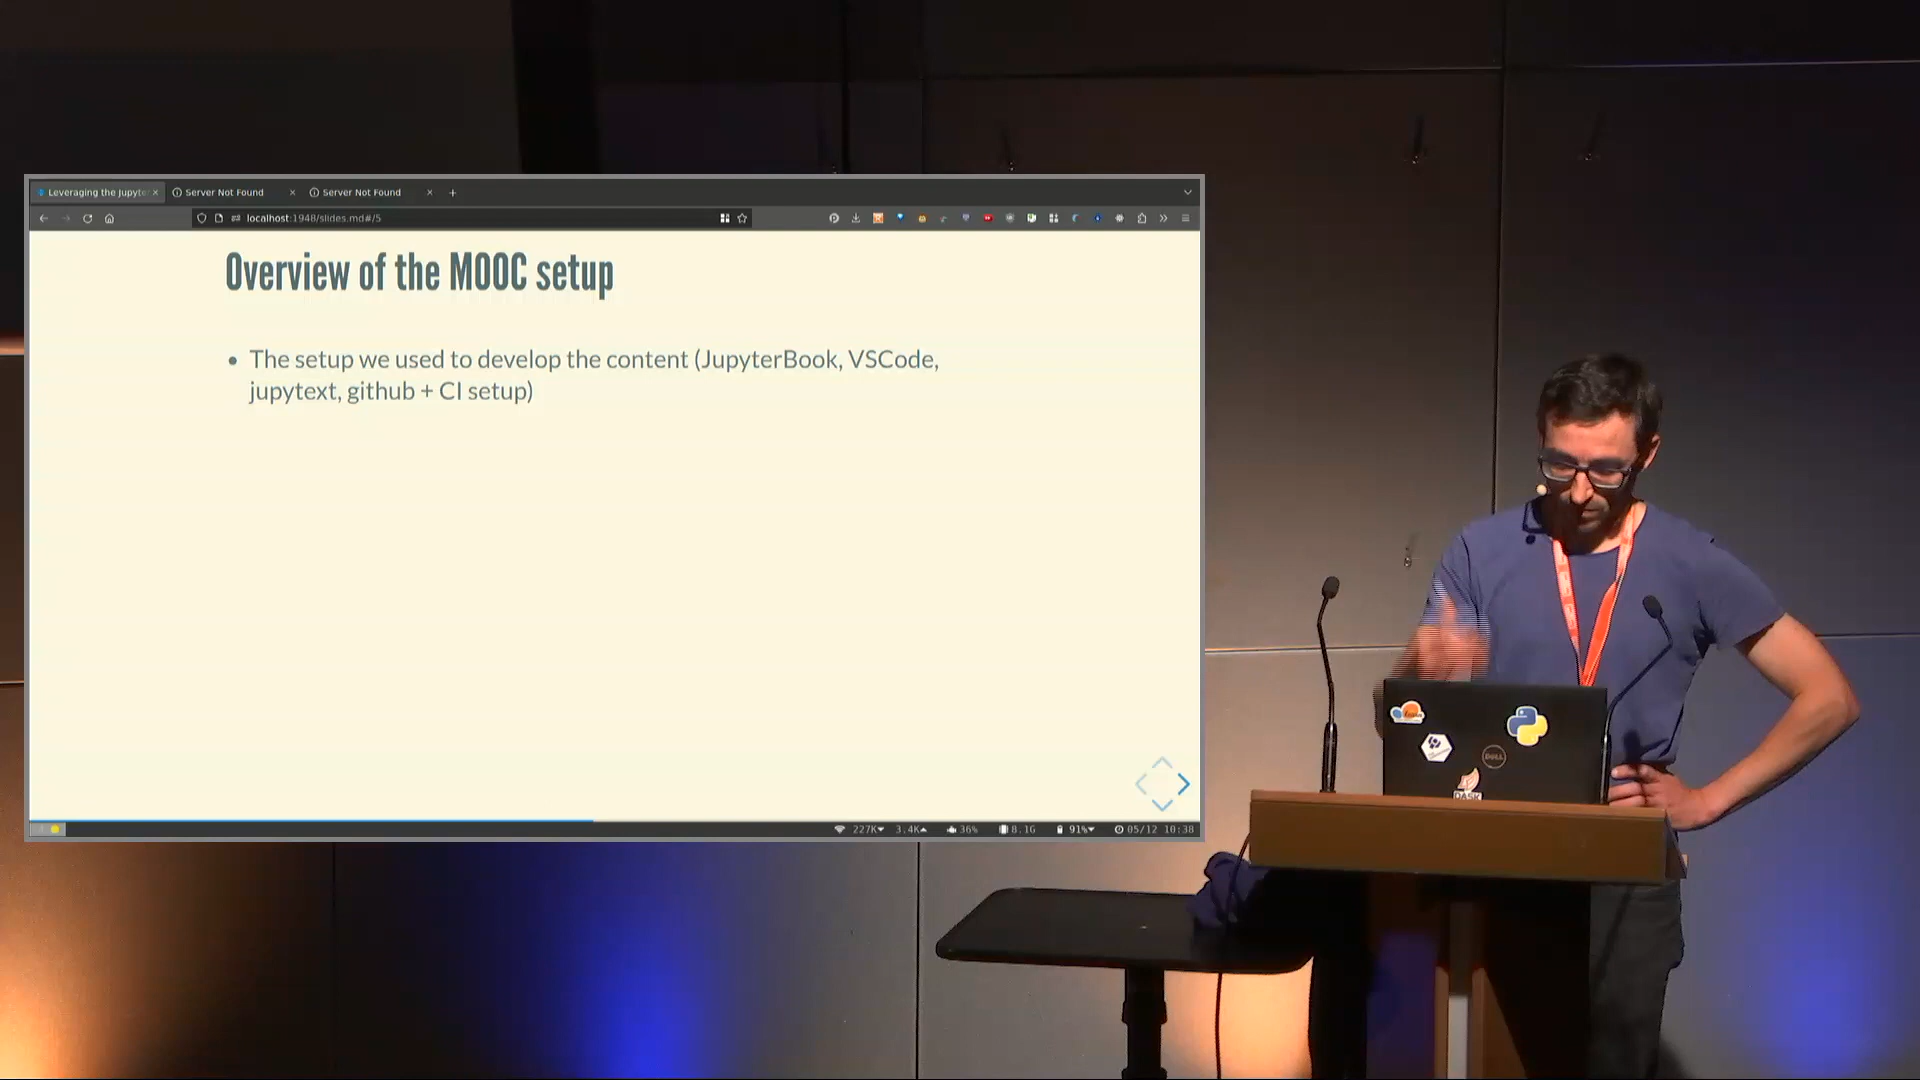 Leveraging the Jupyte
Server Not Found
Server Not Found
localhost:1948/slides.md#/5
Overview of the MOOC setup
• The setup we used to develop the content (JupyterBook, VSCode,
jupytext, github + CI setup)
227K 3.4K 36% 8.1G 91% 05/12 10:38
DELL
DASK